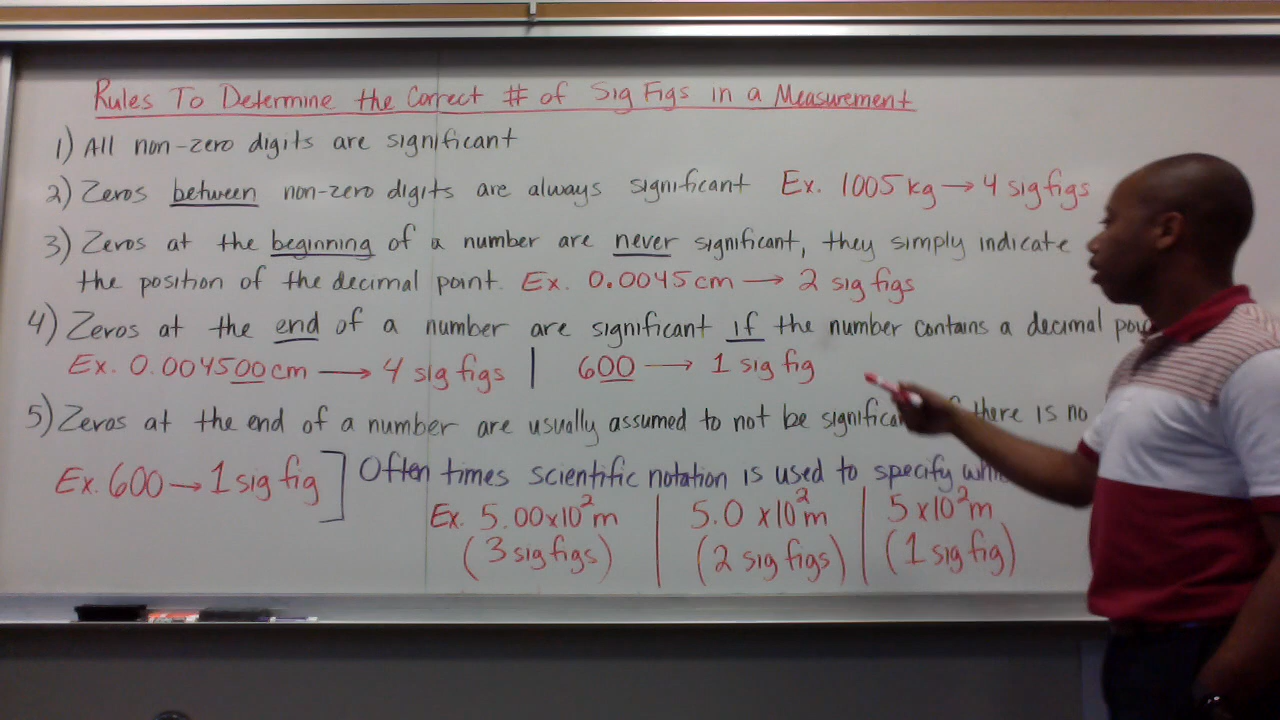 Rules To Determine the Correct # of Sig Figs in a Measurement
1) All non-zero digits are significant
2) Zeros between non-zero digits are always significant Ex. 1005 kg → 4 sig figs
3) Zeros at the beginning of a number are never significant, they simply indicate
the position of the decimal point. Ex. 0.0045 cm → 2 sig figs
4) Zeros at the end of a number are significant if the number contains a decimal
Ex. 0.004500 cm → 4 sig figs | 600 → 1 sig fig
5) Zeros at the end of a number are usually assumed to not be there is no
Ex. 600 → 1 sig fig ] Often times scientific notation is used to specify
Ex. 5.00x10²m | 5.0 x10²m | 5 x10²m
(3 sig figs) | (2 sig figs) | (1 sig fig)